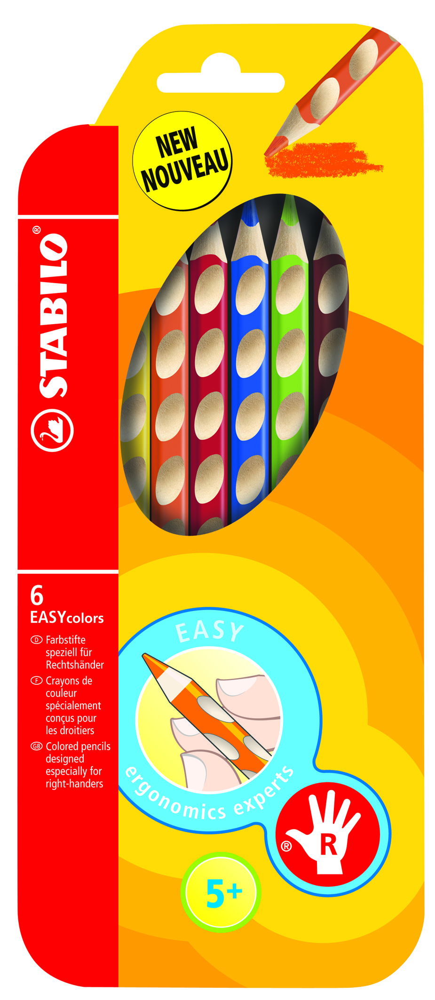 NEW
NOUVEAU
STABILO®
6
EASYcolors
D Farbstifte
speziell für
Rechtshänder
F Crayons de
couleur
spécialement
conçus pour
les droitiers
GB Colored pencils
designed
especially for
right-handers
EASY
ergonomics experts
R
®
5+